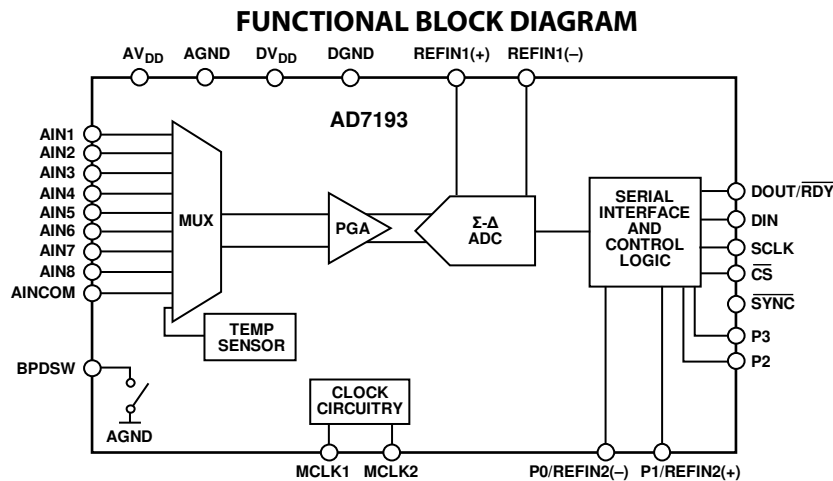 FUNCTIONAL BLOCK DIAGRAM
AVDD AGND DVDD DGND REFIN1(+) REFIN1(–)
AD7193
AIN1
AIN2
AIN3
AIN4
AIN5
AIN6
AIN7
AIN8
AINCOM
BPDSW
AGND
MUX
TEMP
SENSOR
PGA
Σ-Δ
ADC
SERIAL
INTERFACE
AND
CONTROL
LOGIC
DOUT/RDY
DIN
SCLK
CS
SYNC
P3
P2
CLOCK
CIRCUITRY
MCLK1 MCLK2 P0/REFIN2(–) P1/REFIN2(+)